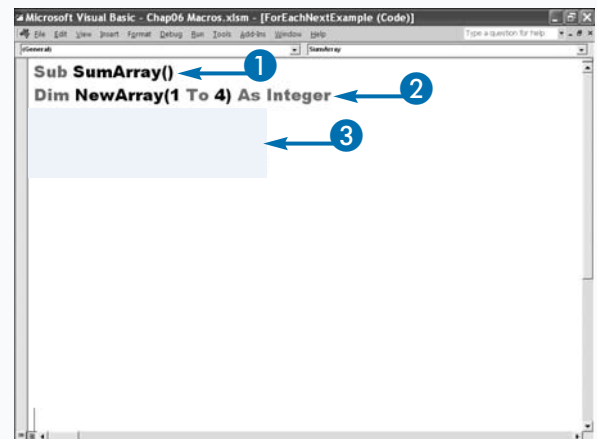 Microsoft Visual Basic - Chap06 Macros.xlsm - [ForEachNextExample (Code)]
File Edit View Insert Format Debug Run Tools Add-Ins Window Help
Type a question for help
(General)
SumArray
Sub SumArray()
1
Dim NewArray(1 To 4) As Integer
2
3